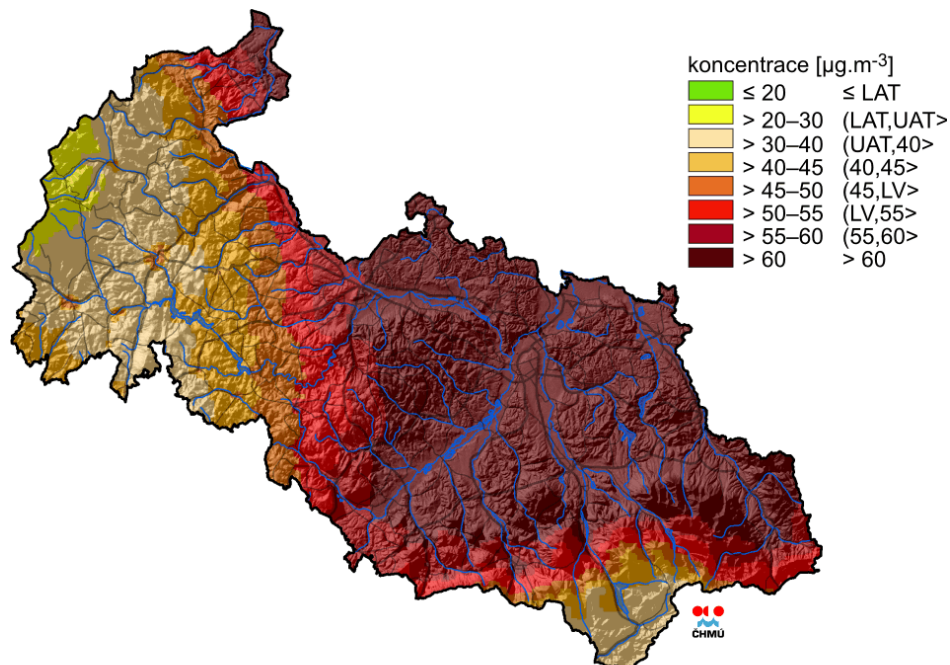 koncentrace [µg.m⁻³]
≤ 20 ≤ LAT
> 20–30 (LAT,UAT>
> 30–40 (UAT,40>
> 40–45 (40,45>
> 45–50 (45,LV>
> 50–55 (LV,55>
> 55–60 (55,60>
> 60 > 60
ČHMÚ